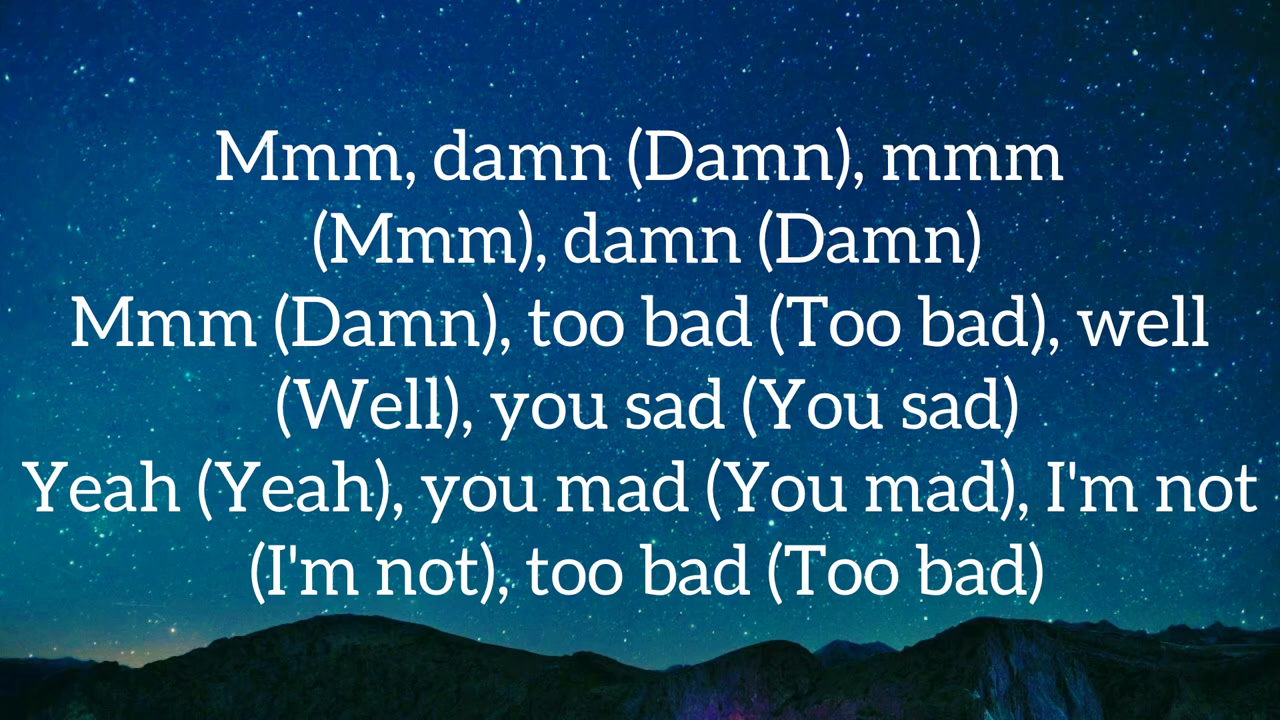 Mmm, damn (Damn), mmm
(Mmm), damn (Damn)
Mmm (Damn), too bad (Too bad), well
(Well), you sad (You sad)
Yeah (Yeah), you mad (You mad), I'm not
(I'm not), too bad (Too bad)